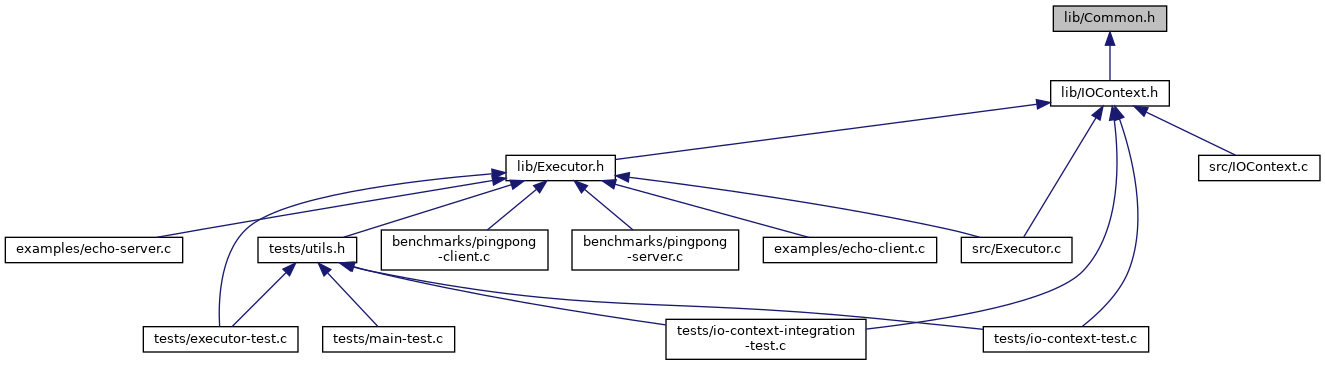 lib/Common.h
lib/IOContext.h
lib/Executor.h
src/IOContext.c
examples/echo-server.c
tests/utils.h
benchmarks/pingpong
-client.c
benchmarks/pingpong
-server.c
examples/echo-client.c
src/Executor.c
tests/executor-test.c
tests/main-test.c
tests/io-context-integration
-test.c
tests/io-context-test.c